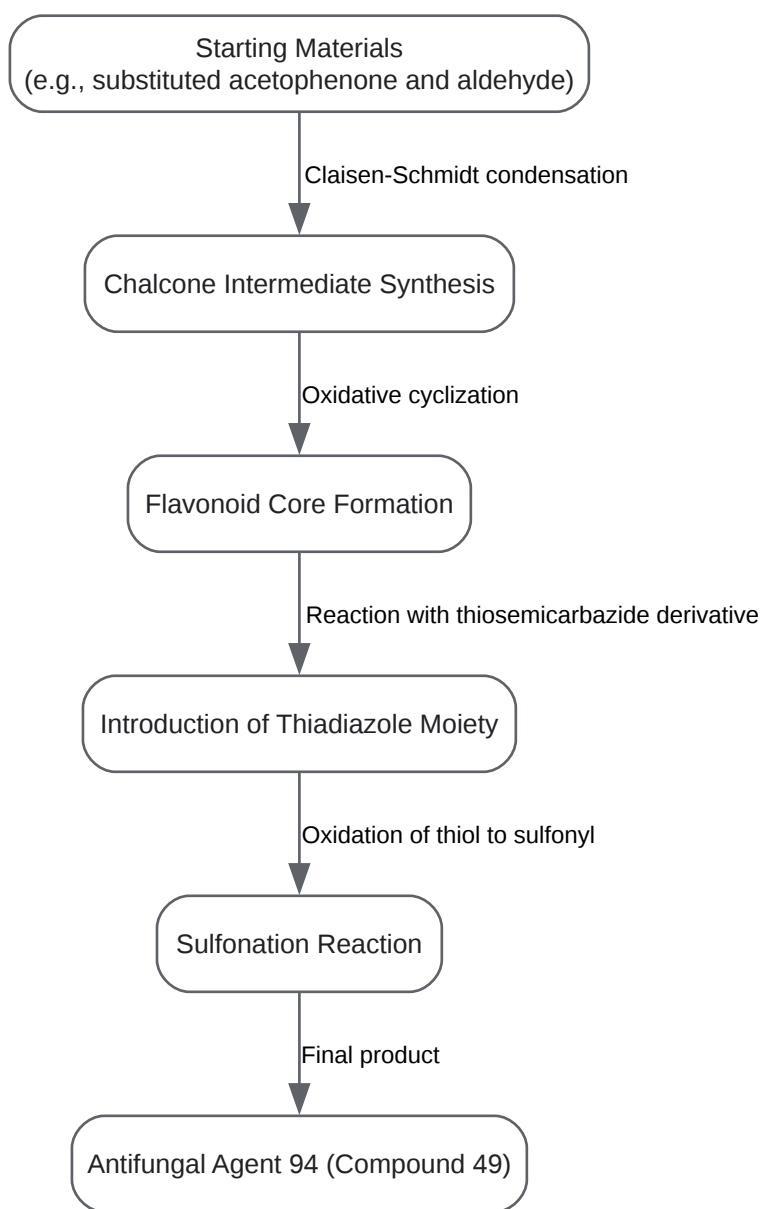 Starting Materials
(e.g., substituted acetophenone and aldehyde)
Claisen-Schmidt condensation
Chalcone Intermediate Synthesis
Oxidative cyclization
Flavonoid Core Formation
Reaction with thiosemicarbazide derivative
Introduction of Thiadiazole Moiety
Oxidation of thiol to sulfonyl
Sulfonation Reaction
Final product
Antifungal Agent 94 (Compound 49)